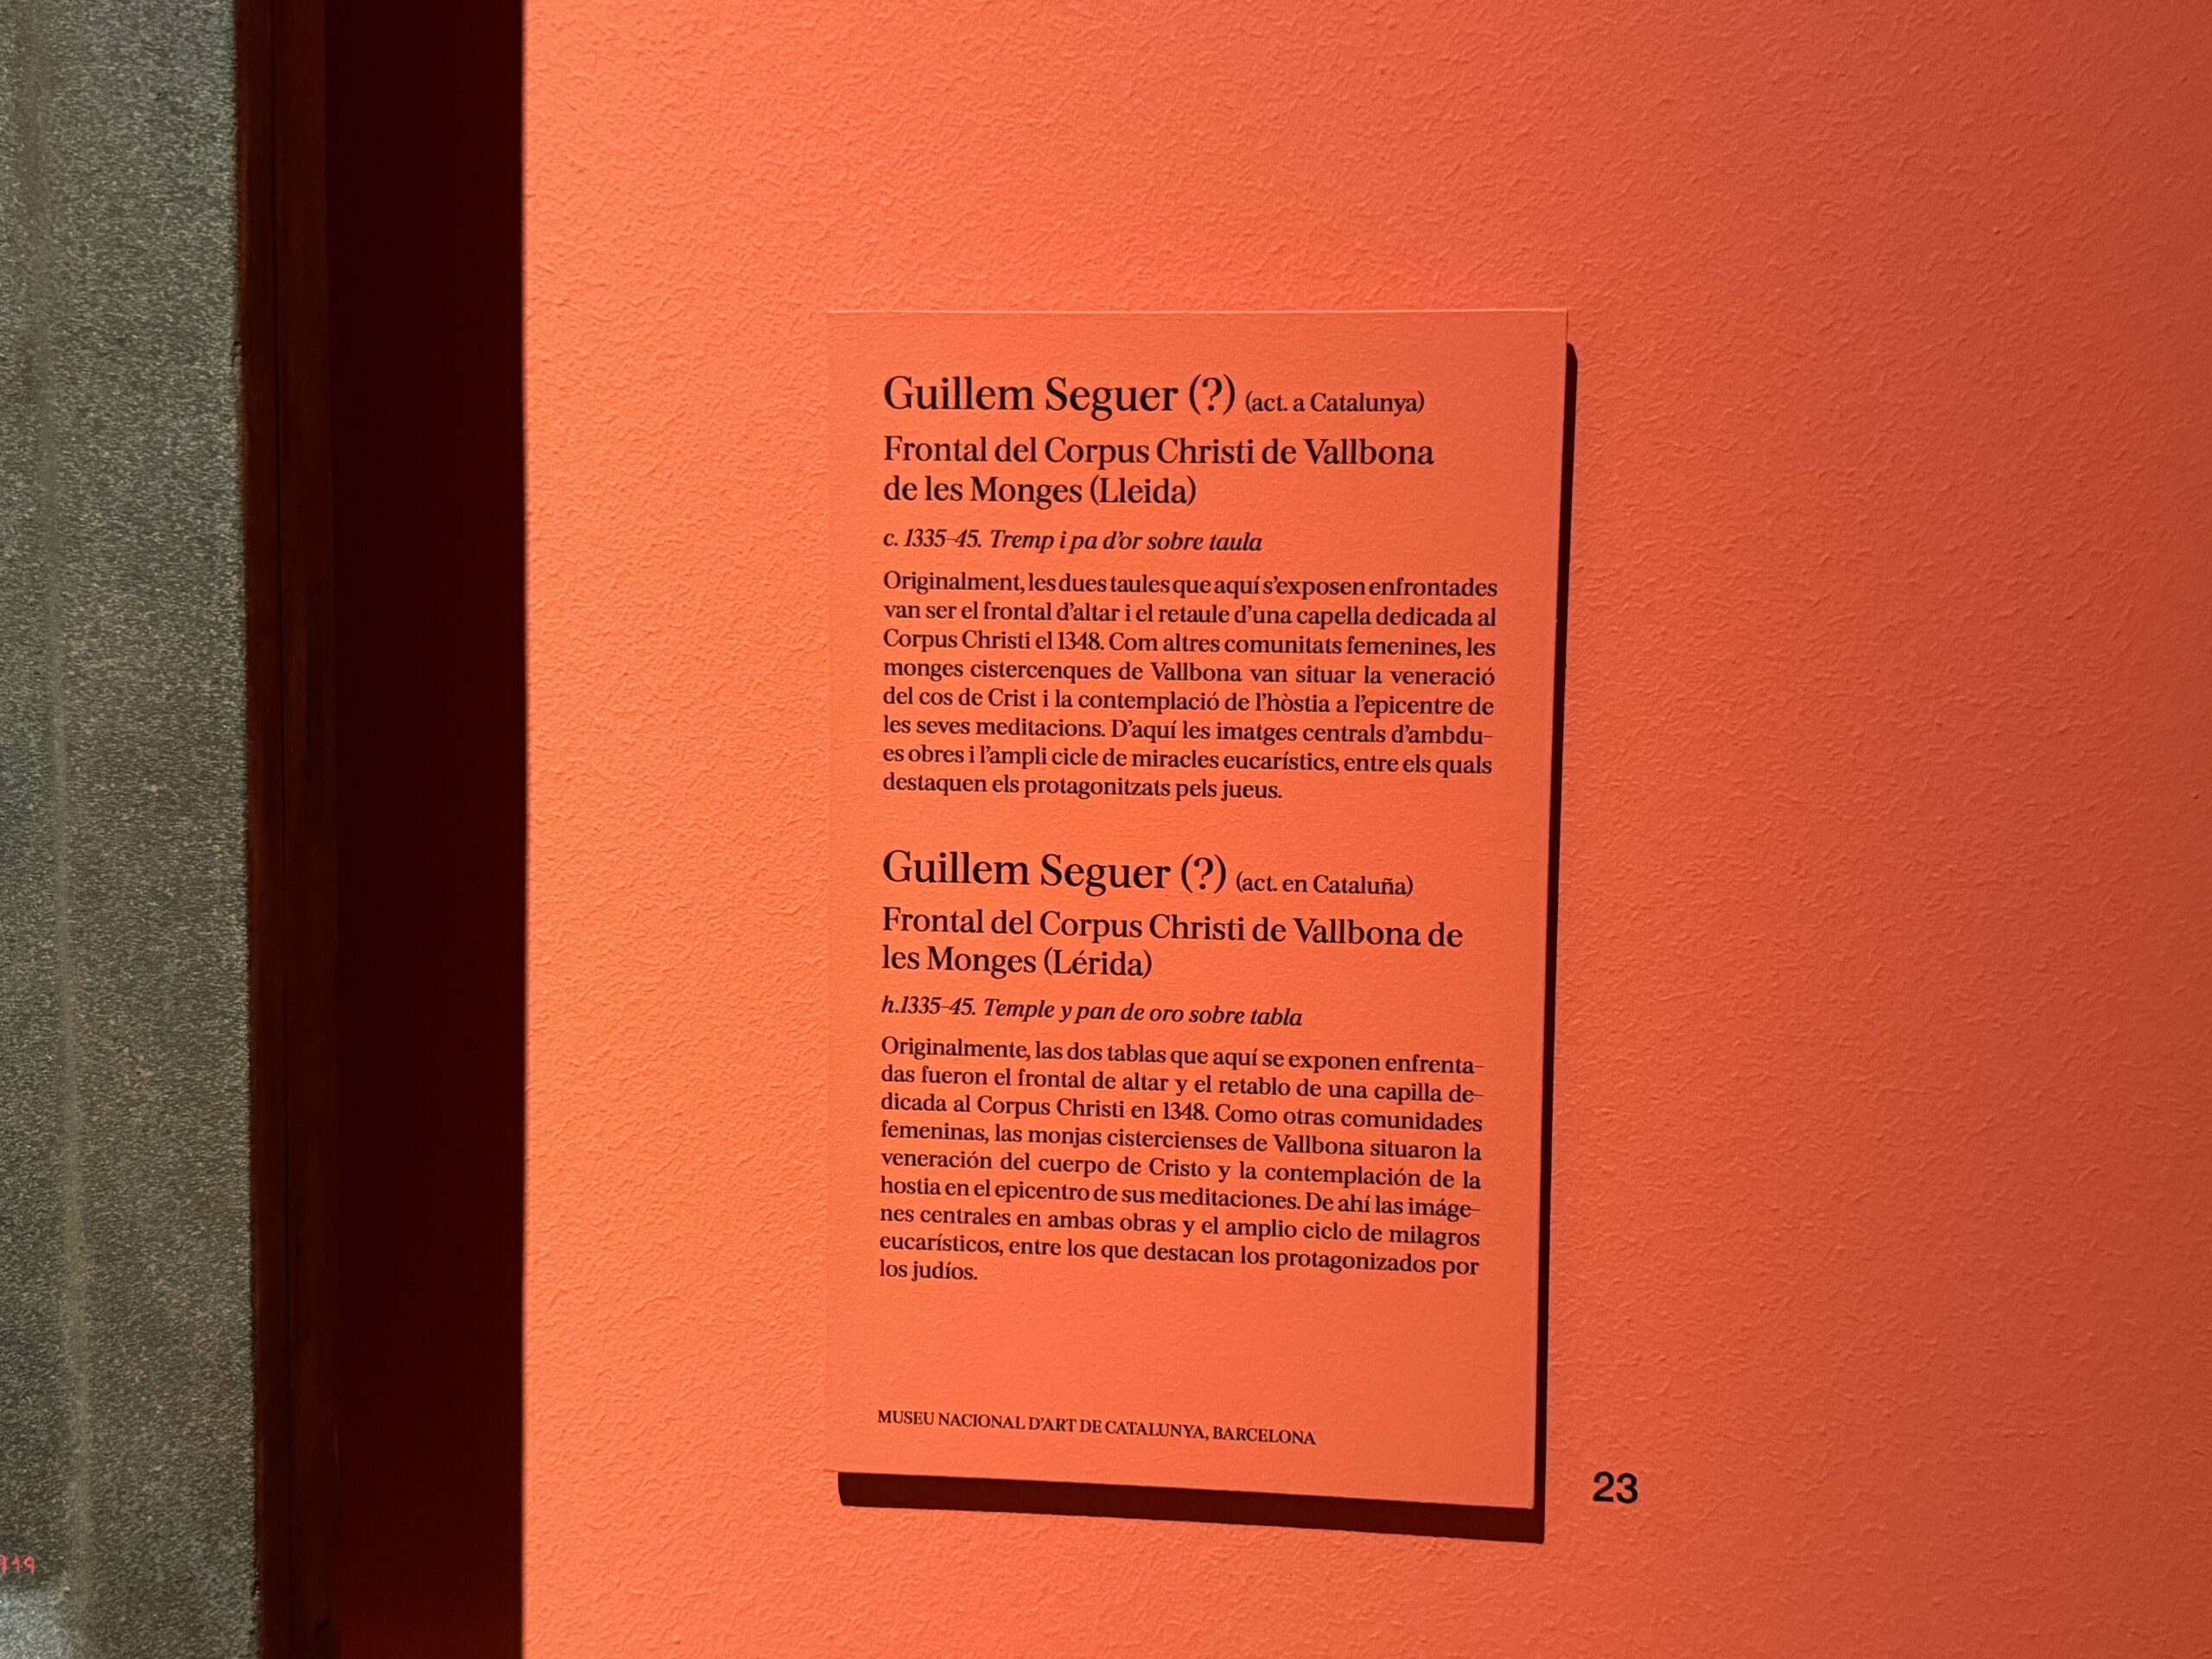 Guillem Seguer (?) (act. a Catalunya)
Frontal del Corpus Christi de Vallbona
de les Monges (Lleida)
c. 1335–45. Tremp i pa d'or sobre taula
Originalment, les dues taules que aquí s'exposen enfrontades
van ser el frontal d'altar i el retaule d'una capella dedicada al
Corpus Christi el 1348. Com altres comunitats femenines, les
monges cistercenques de Vallbona van situar la veneració
del cos de Crist i la contemplació de l'hòstia a l'epicentre de
les seves meditacions. D'aquí les imatges centrals d'ambdu–
es obres i l'ampli cicle de miracles eucarístics, entre els quals
destaquen els protagonitzats pels jueus.
Guillem Seguer (?) (act. en Cataluña)
Frontal del Corpus Christi de Vallbona de
les Monges (Lérida)
h.1335–45. Temple y pan de oro sobre tabla
Originalmente, las dos tablas que aquí se exponen enfrenta–
das fueron el frontal de altar y el retablo de una capilla de–
dicada al Corpus Christi en 1348. Como otras comunidades
femeninas, las monjas cistercienses de Vallbona situaron la
veneración del cuerpo de Cristo y la contemplación de la
hostia en el epicentro de sus meditaciones. De ahí las imáge–
nes centrales en ambas obras y el amplio ciclo de milagros
eucarísticos, entre los que destacan los protagonizados por
los judíos.
MUSEU NACIONAL D'ART DE CATALUNYA, BARCELONA
23